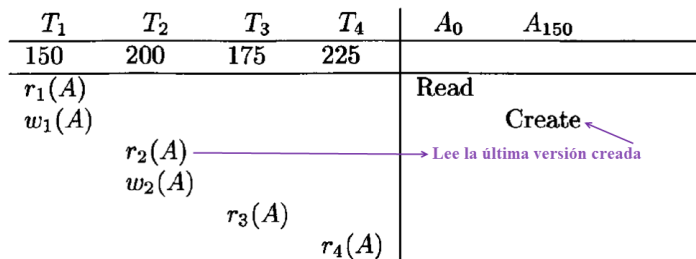 T₁ T₂ T₃ T₄ A₀ A₁₅₀
150 200 175 225
r₁(A) Read
w₁(A) Create
r₂(A) Lee la última versión creada
w₂(A)
r₃(A)
r₄(A)